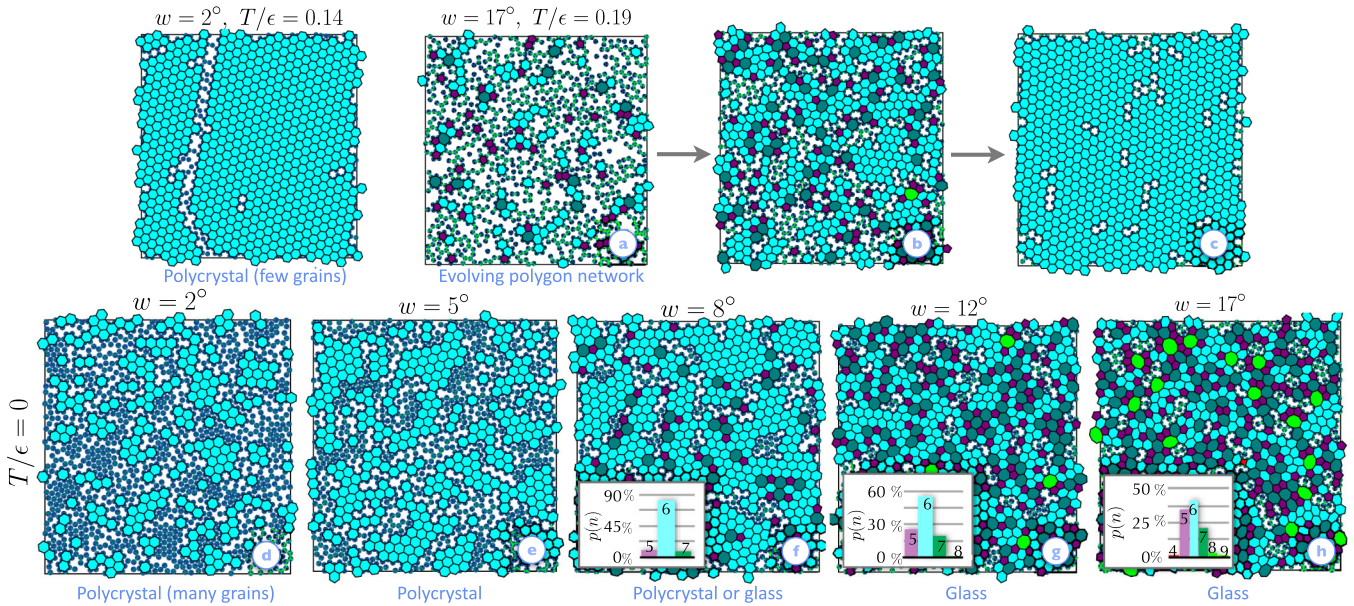 w = 2°, T/ϵ = 0.14
w = 17°, T/ϵ = 0.19
a
b
c
Polycrystal (few grains)
Evolving polygon network
w = 2°
w = 5°
w = 8°
w = 12°
w = 17°
T/ϵ = 0
d
e
90%
45%
0%
p(n)
5
6
7
f
60 %
30 %
0 %
p(n)
5
6
7
8
g
50 %
25 %
0%
p(n)
4
5
6
7
8
9
h
Polycrystal (many grains)
Polycrystal
Polycrystal or glass
Glass
Glass